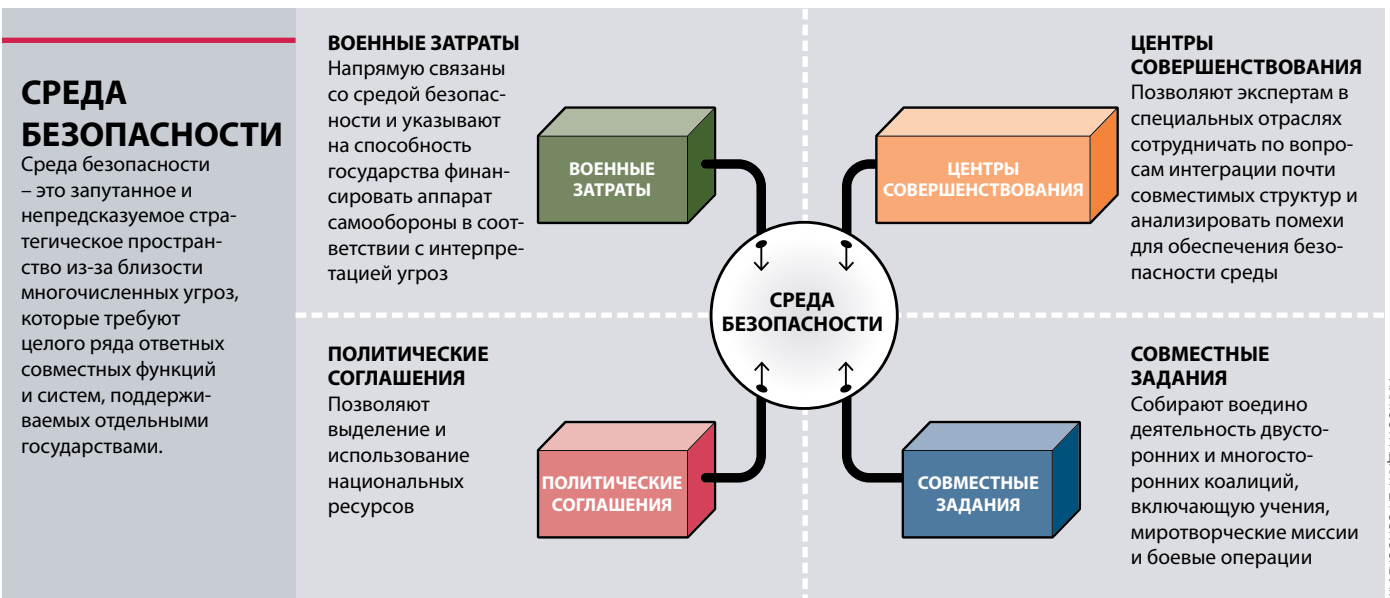 СРЕДА
БЕЗОПАСНОСТИ
Среда безопасности
– это запутанное и
непредсказуемое стра-
тегическое простран-
ство из-за близости
многочисленных угроз,
которые требуют
целого ряда ответных
совместных функций
и систем, поддержи-
ваемых отдельными
государствами.
ВОЕННЫЕ ЗАТРАТЫ
Напрямую связаны
со средой безопас-
ности и указывают
на способность
государства финан-
сировать аппарат
самообороны в соот-
ветствии с интерпре-
тацией угроз
ВОЕННЫЕ
ЗАТРАТЫ
ЦЕНТРЫ
СОВЕРШЕНСТВОВАНИЯ
ЦЕНТРЫ
СОВЕРШЕНСТВОВАНИЯ
Позволяют экспертам в
специальных отраслях
сотрудничать по вопро-
сам интеграции почти
совместимых структур и
анализировать помехи
для обеспечения безо-
пасности среды
СРЕДА
БЕЗОПАСНОСТИ
ПОЛИТИЧЕСКИЕ
СОГЛАШЕНИЯ
Позволяют
выделение и
использование
национальных
ресурсов
ПОЛИТИЧЕСКИЕ
СОГЛАШЕНИЯ
СОВМЕСТНЫЕ
ЗАДАНИЯ
СОВМЕСТНЫЕ
ЗАДАНИЯ
Собирают воедино
деятельность двусто-
ронних и многосто-
ронних коалиций,
включающую учения,
миротворческие миссии
и боевые операции